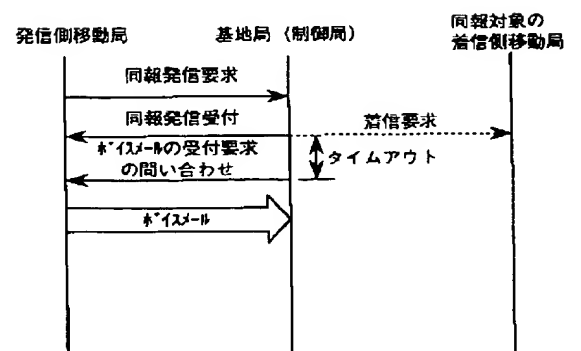 発信側移動局
基地局（制御局）
同報対象の
着信側移動局
同報発信要求
同報発信受付
着信要求
ﾎﾞｲｽﾒｰﾙの受付要求
の問い合わせ
タイムアウト
ﾎﾞｲｽﾒｰﾙ